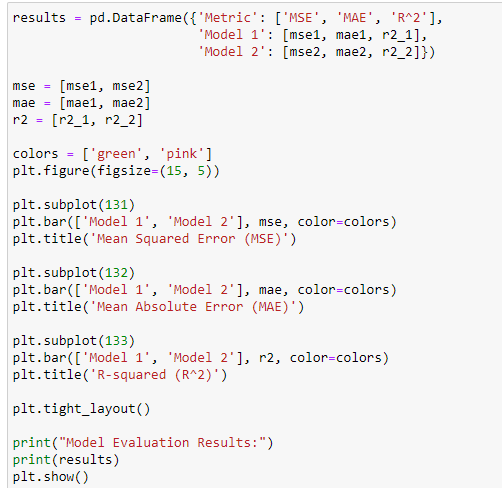 results = pd.DataFrame({'Metric': ['MSE', 'MAE', 'R^2'],
                        'Model 1': [mse1, mae1, r2_1],
                        'Model 2': [mse2, mae2, r2_2]})

mse = [mse1, mse2]
mae = [mae1, mae2]
r2 = [r2_1, r2_2]

colors = ['green', 'pink']
plt.figure(figsize=(15, 5))

plt.subplot(131)
plt.bar(['Model 1', 'Model 2'], mse, color=colors)
plt.title('Mean Squared Error (MSE)')

plt.subplot(132)
plt.bar(['Model 1', 'Model 2'], mae, color=colors)
plt.title('Mean Absolute Error (MAE)')

plt.subplot(133)
plt.bar(['Model 1', 'Model 2'], r2, color=colors)
plt.title('R-squared (R^2)')

plt.tight_layout()

print("Model Evaluation Results:")
print(results)
plt.show()